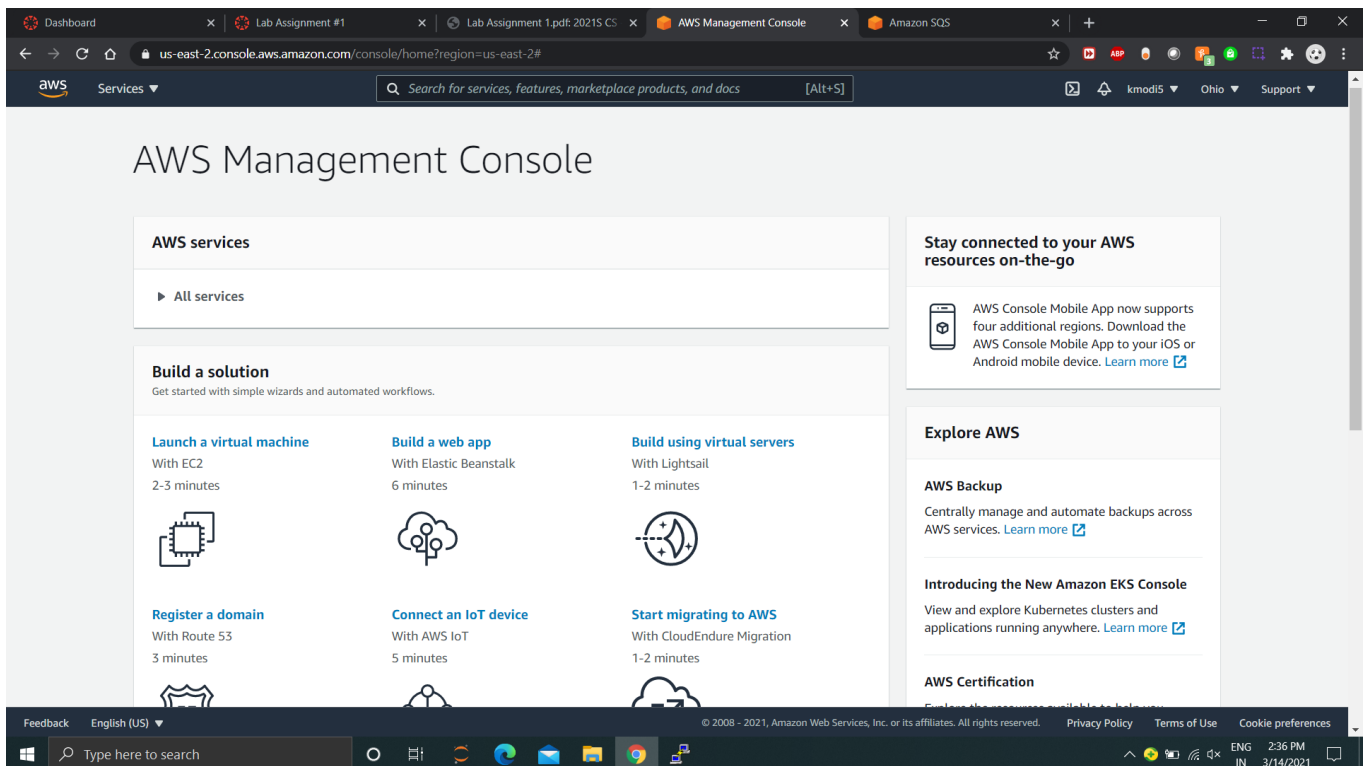 Dashboard
Lab Assignment #1
Lab Assignment 1.pdf: 2021S CS
AWS Management Console
Amazon SQS
us-east-2.console.aws.amazon.com/console/home?region=us-east-2#
ABP
3
aws
Services
Search for services, features, marketplace products, and docs [Alt+S]
kmodi5
Ohio
Support
AWS Management Console
AWS services
All services
Build a solution
Get started with simple wizards and automated workflows.
Launch a virtual machine
With EC2
2-3 minutes
Build a web app
With Elastic Beanstalk
6 minutes
Build using virtual servers
With Lightsail
1-2 minutes
Register a domain
With Route 53
3 minutes
Connect an IoT device
With AWS IoT
5 minutes
Start migrating to AWS
With CloudEndure Migration
1-2 minutes
Stay connected to your AWS
resources on-the-go
AWS Console Mobile App now supports
four additional regions. Download the
AWS Console Mobile App to your iOS or
Android mobile device. Learn more
Explore AWS
AWS Backup
Centrally manage and automate backups across
AWS services. Learn more
Introducing the New Amazon EKS Console
View and explore Kubernetes clusters and
applications running anywhere. Learn more
AWS Certification
Feedback
English (US)
© 2008 - 2021, Amazon Web Services, Inc. or its affiliates. All rights reserved.
Privacy Policy
Terms of Use
Cookie preferences
Type here to search
ENG
IN
2:36 PM
3/14/2021